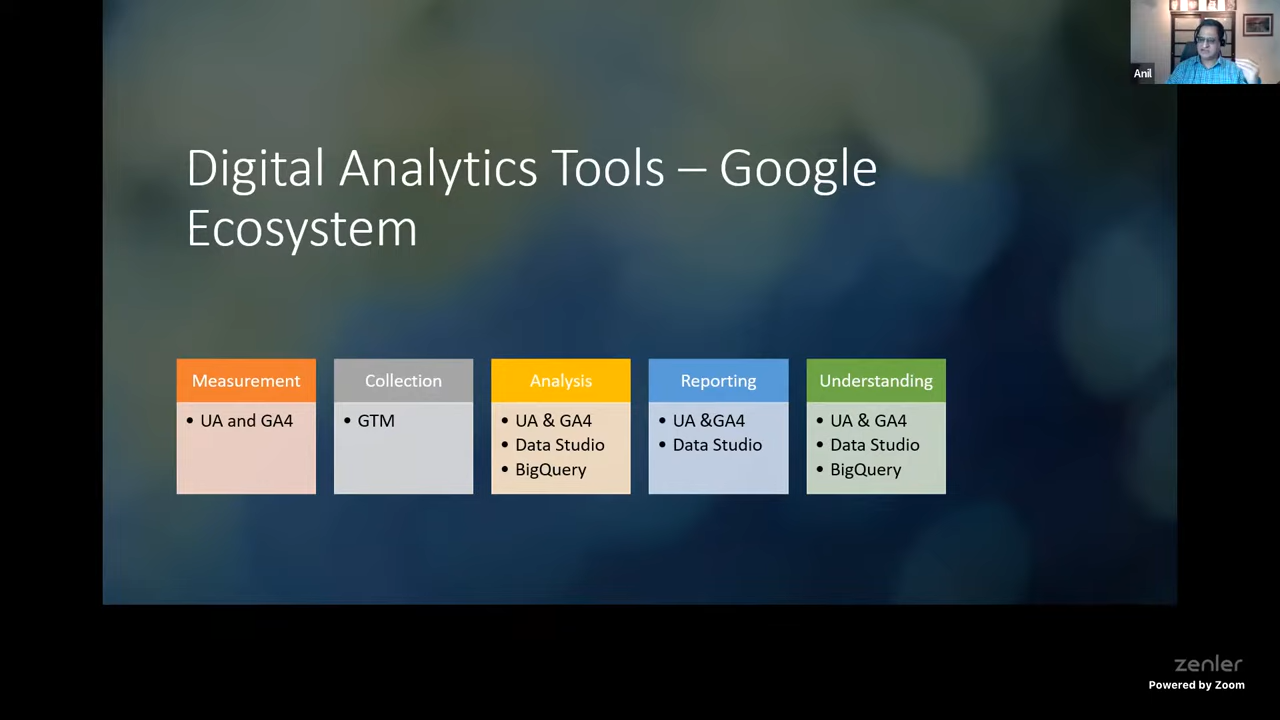 Anil
Digital Analytics Tools – Google
Ecosystem
Measurement
• UA and GA4
Collection
• GTM
Analysis
• UA & GA4
• Data Studio
• BigQuery
Reporting
• UA &GA4
• Data Studio
Understanding
• UA & GA4
• Data Studio
• BigQuery
zenler
Powered by Zoom